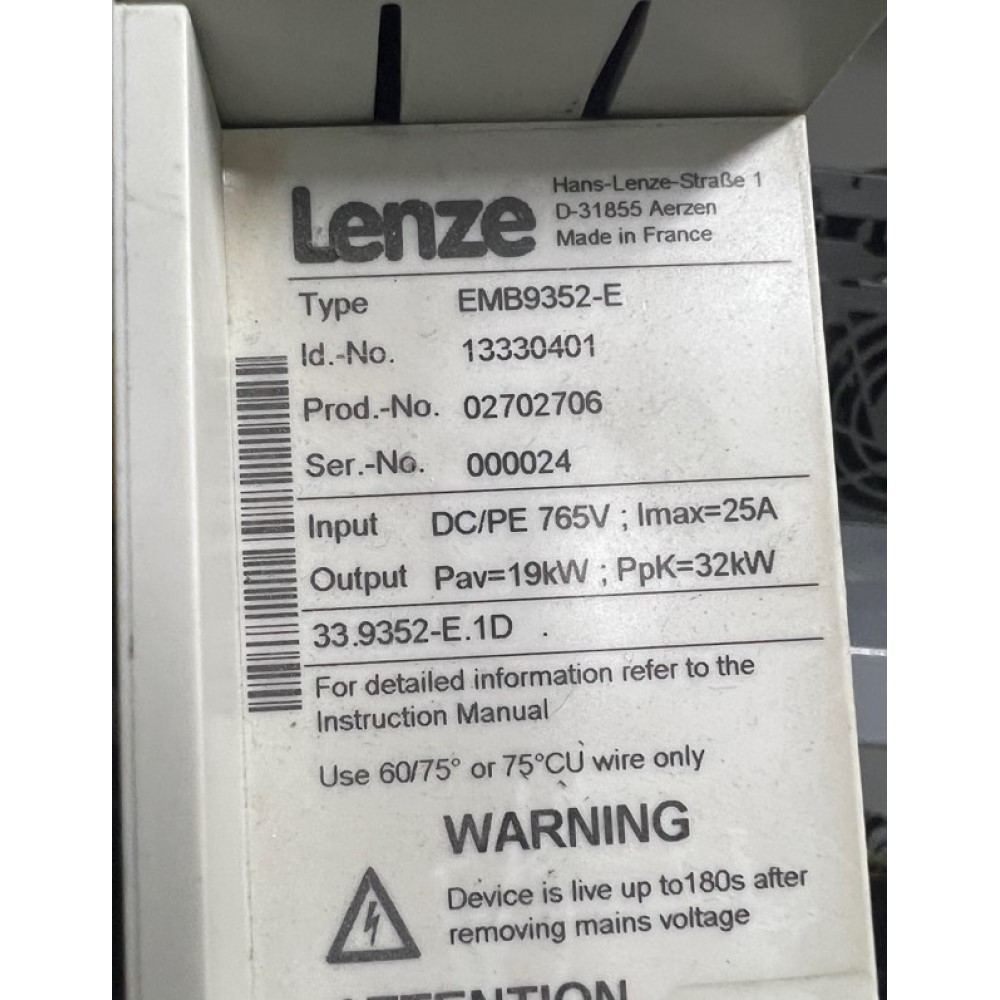 Lenze
Hans-Lenze-Straße 1
D-31855 Aerzen
Made in France
Type EMB9352-E
Id.-No. 13330401
Prod.-No. 02702706
Ser.-No. 000024
Input DC/PE 765V ; Imax=25A
Output Pav=19kW ; PpK=32kW
33.9352-E.1D .
For detailed information refer to the
Instruction Manual
Use 60/75° or 75°CU wire only
WARNING
Device is live up to180s after
removing mains voltage
ATTENTION